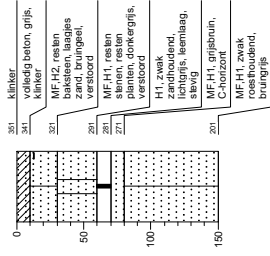 351
klinker
341
volledig beton, grijs,
klinker
321
MF, H2, resten
baksteen, laagjes
zand, bruingeel,
verstoord
291
MF, H1, resten
stenen, resten
planten, donkergrijs,
verstoord
281
H1, zwak
zandhoudend,
lichtgrijs, leemlaag,
stevig
271
MF, H1, grijsbruin,
C-horizont
201
MF, H1, zwak
roesthoudend,
bruingrijs
0
50
100
150